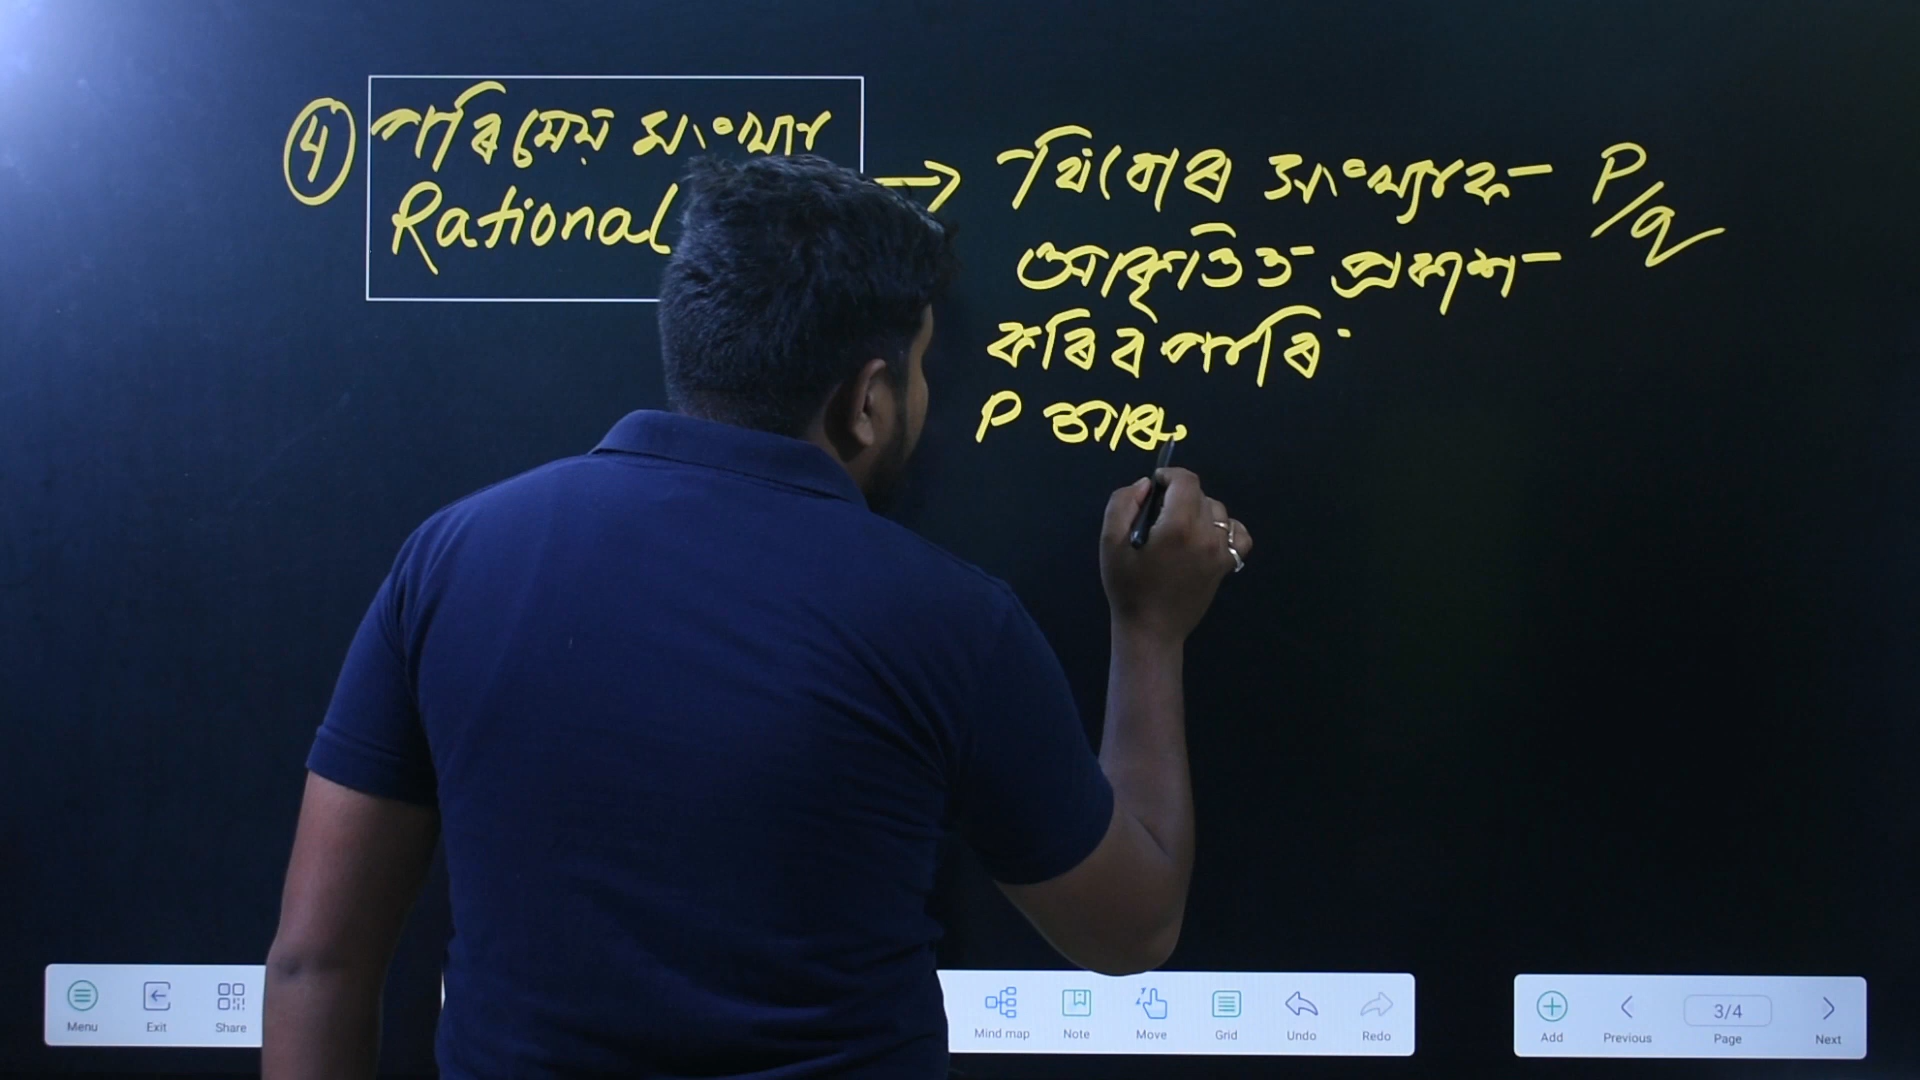 ④ পৰিমেয় সংখ্যা
Rational
→ যিবোৰ সংখ্যাক P/q
আকৃতিত প্ৰকাশ
কৰিব পাৰি
P আৰু
Menu
Exit
Share
Mind map
Note
Move
Grid
Undo
Redo
Add
Previous
3/4
Page
Next